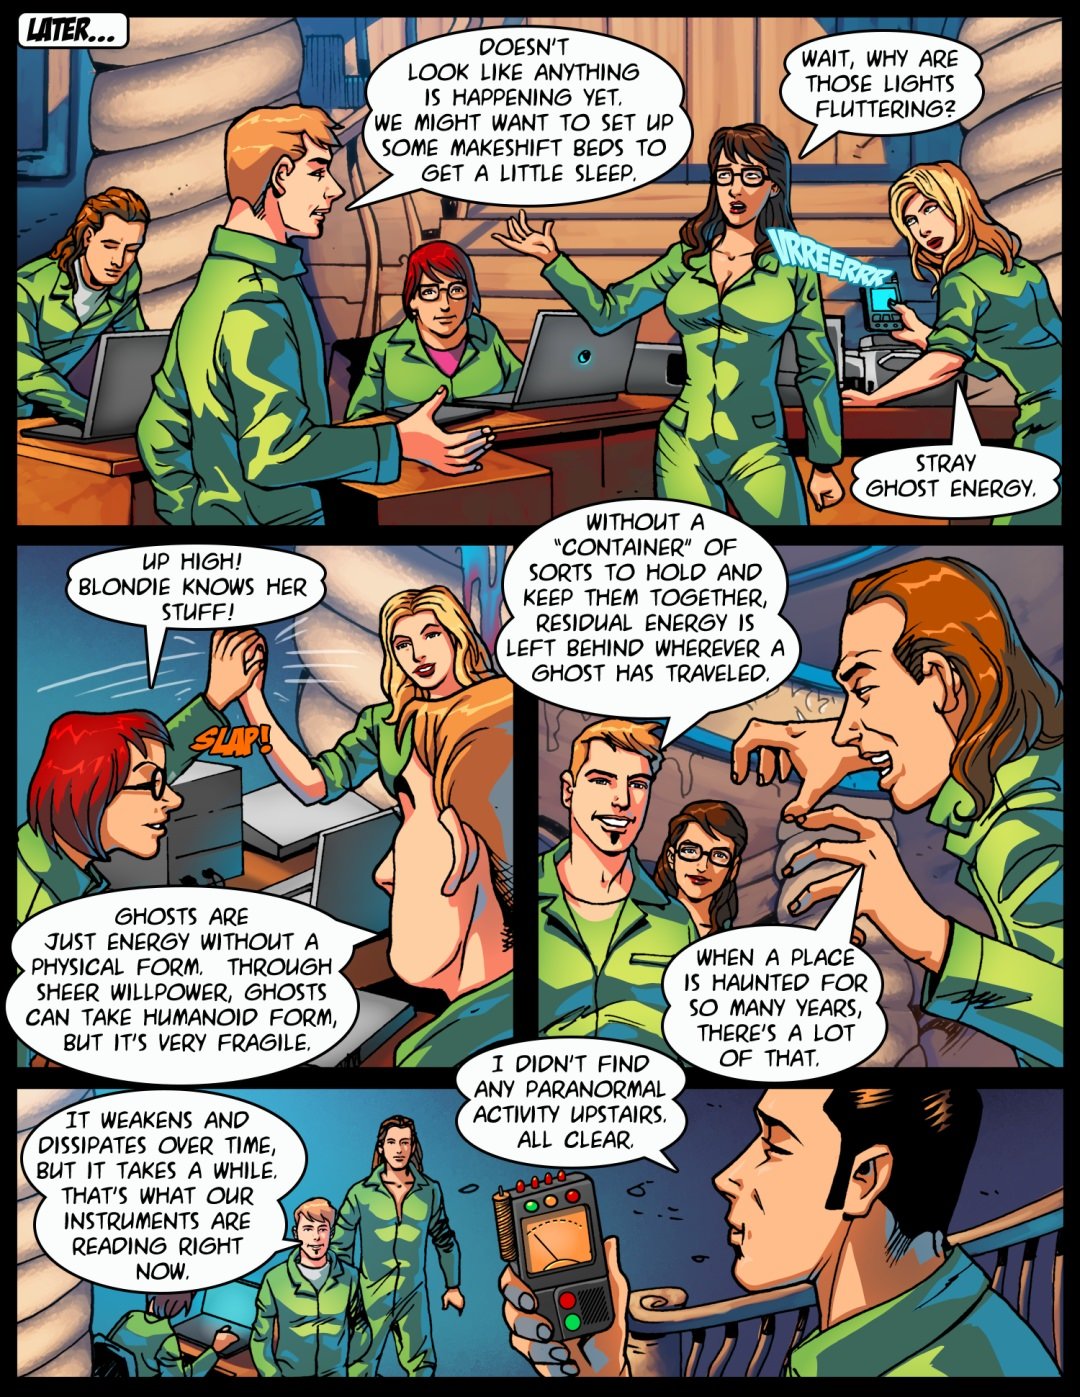 LATER...
DOESN'T
LOOK LIKE ANYTHING
IS HAPPENING YET.
WE MIGHT WANT TO SET UP
SOME MAKESHIFT BEDS TO
GET A LITTLE SLEEP.
WAIT, WHY ARE
THOSE LIGHTS
FLUTTERING?
VRREERRR
STRAY
GHOST ENERGY.
UP HIGH!
BLONDIE KNOWS HER
STUFF!
SLAP!
GHOSTS ARE
JUST ENERGY WITHOUT A
PHYSICAL FORM. THROUGH
SHEER WILLPOWER, GHOSTS
CAN TAKE HUMANOID FORM,
BUT IT'S VERY FRAGILE.
WITHOUT A
"CONTAINER" OF
SORTS TO HOLD AND
KEEP THEM TOGETHER,
RESIDUAL ENERGY IS
LEFT BEHIND WHEREVER A
GHOST HAS TRAVELED.
WHEN A PLACE
IS HAUNTED FOR
SO MANY YEARS,
THERE'S A LOT
OF THAT.
IT WEAKENS AND
DISSIPATES OVER TIME,
BUT IT TAKES A WHILE.
THAT'S WHAT OUR
INSTRUMENTS ARE
READING RIGHT
NOW.
I DIDN'T FIND
ANY PARANORMAL
ACTIVITY UPSTAIRS.
ALL CLEAR.